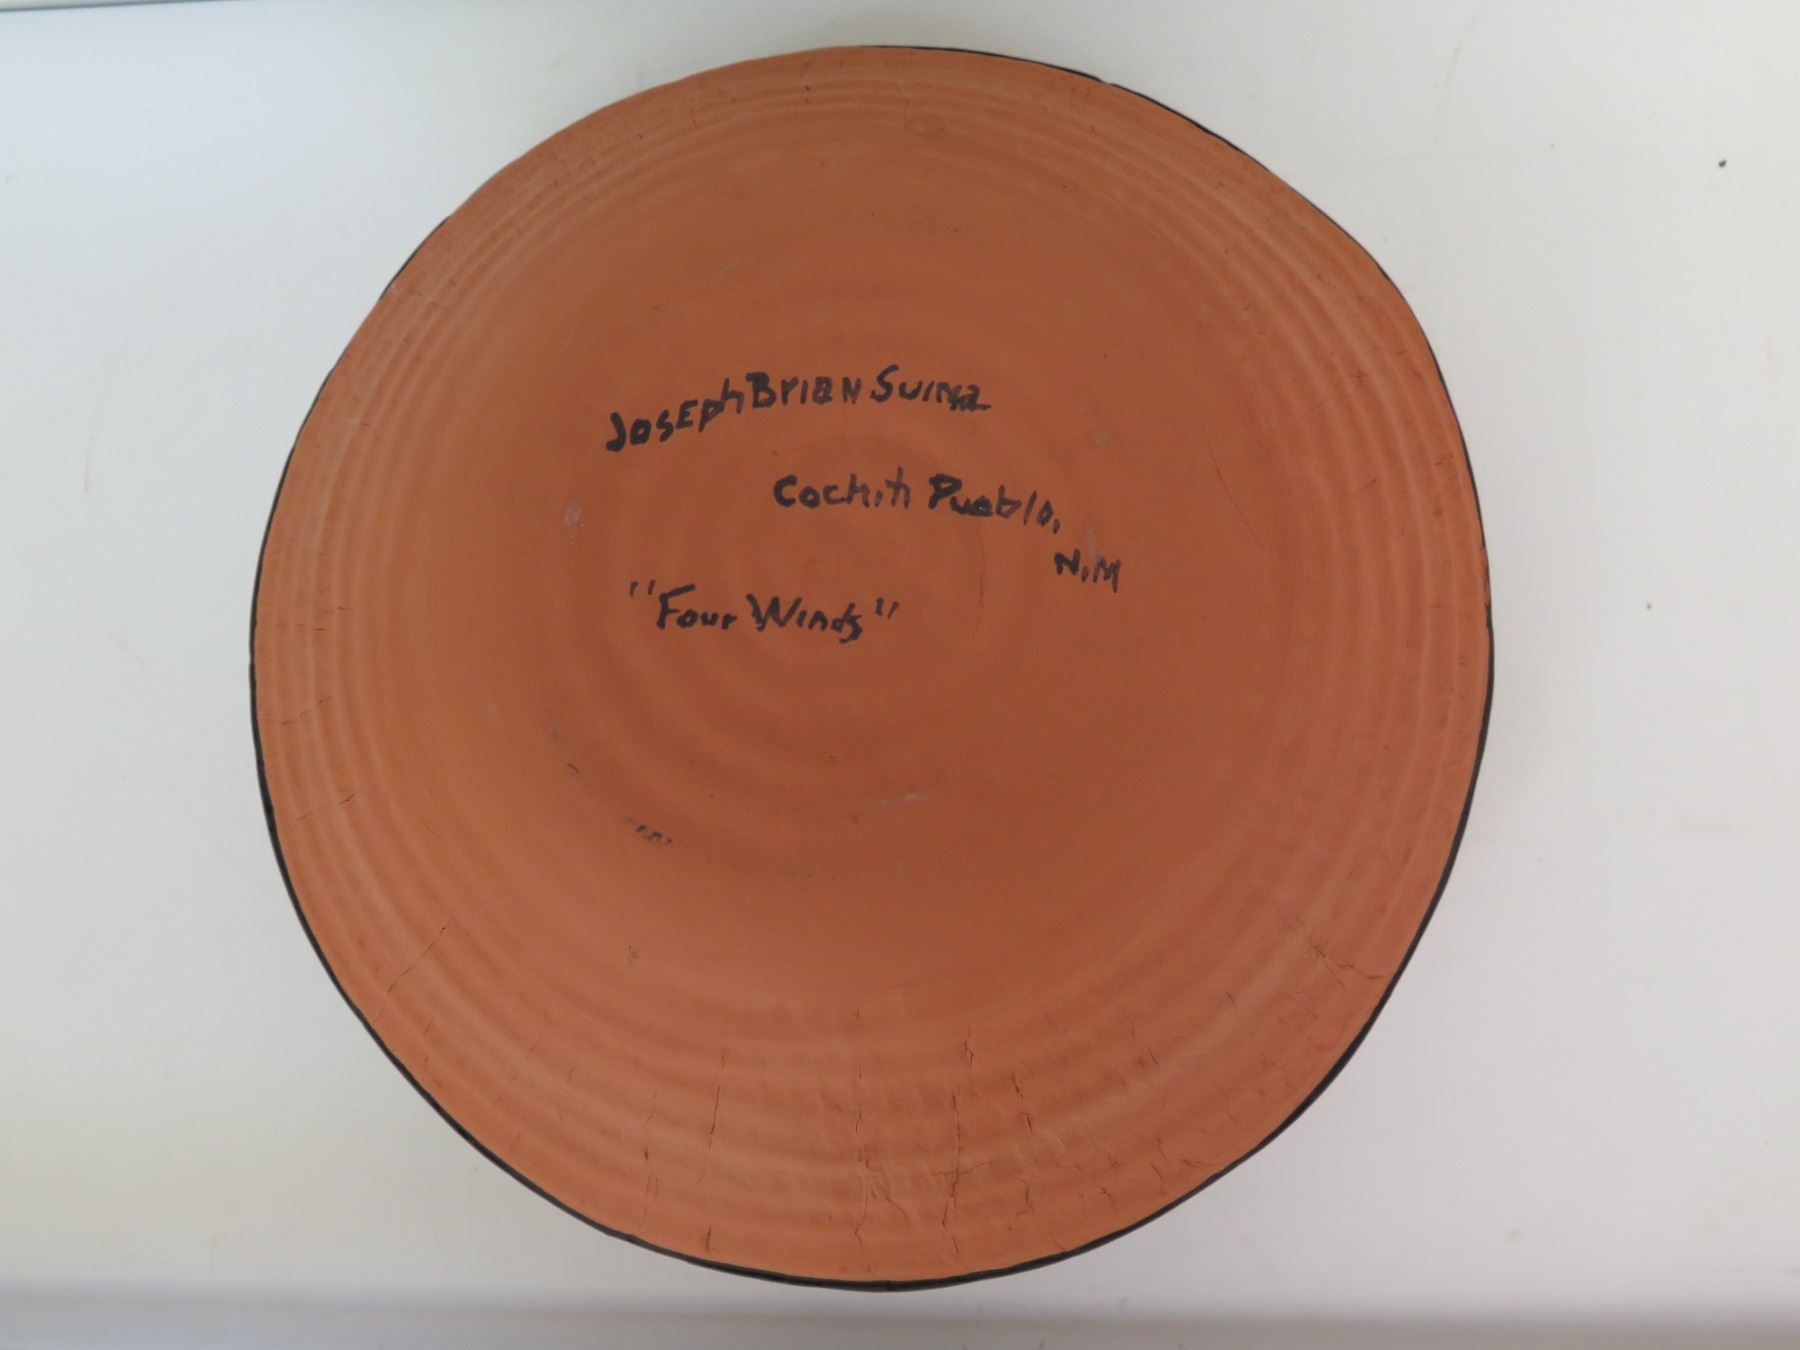 Joseph Brian Suina
Cochiti Pueblo,
N.M
"Four Winds"